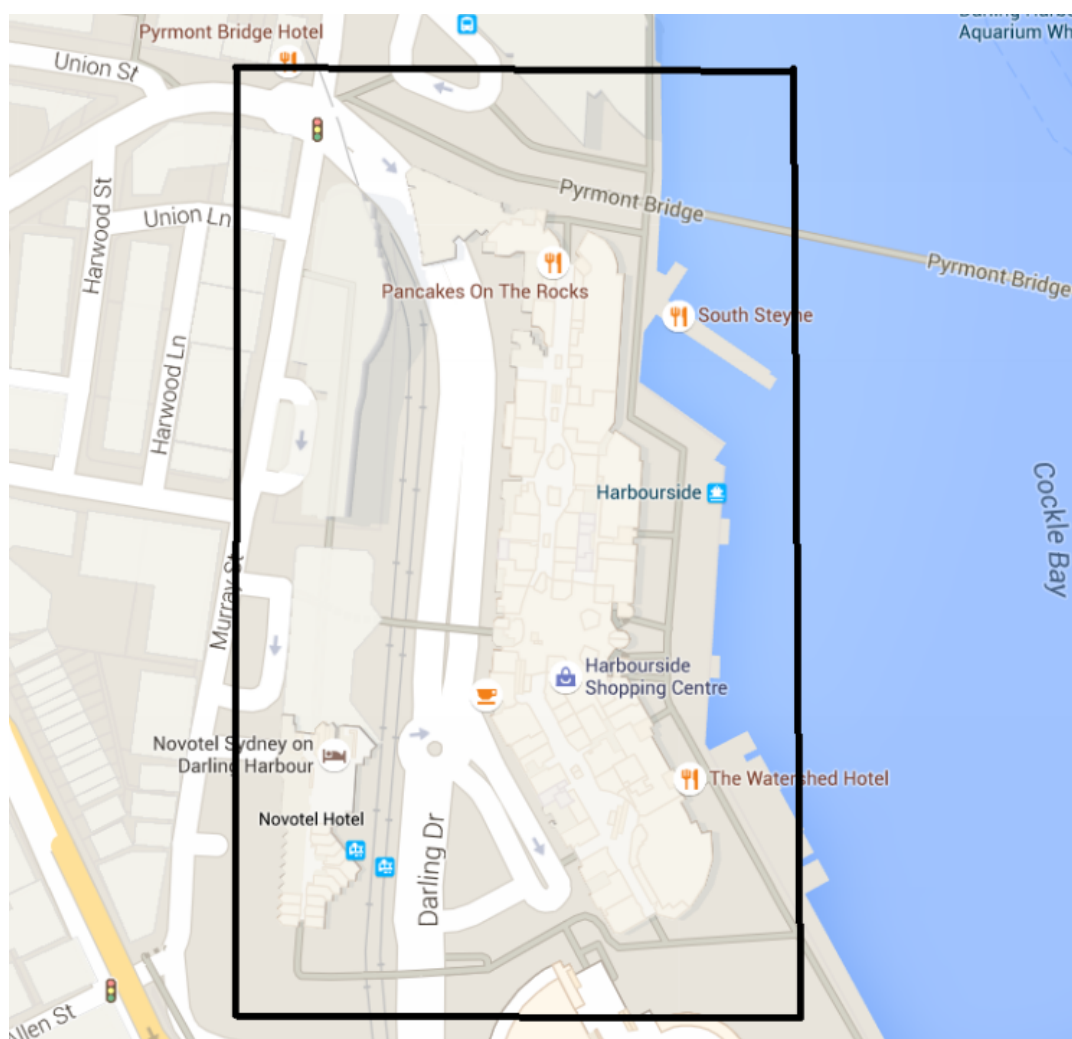 Pyrmont Bridge Hotel
Aquarium Wh
Union St
Harwood St
Union Ln
Pyrmont Bridge
Pyrmont Bridge
Pancakes On The Rocks
South Steyne
Harwood Ln
Harbourside
Cockle Bay
Murray St
Harbourside
Shopping Centre
Novotel Sydney on
Darling Harbour
The Watershed Hotel
Novotel Hotel
Darling Dr
Allen St